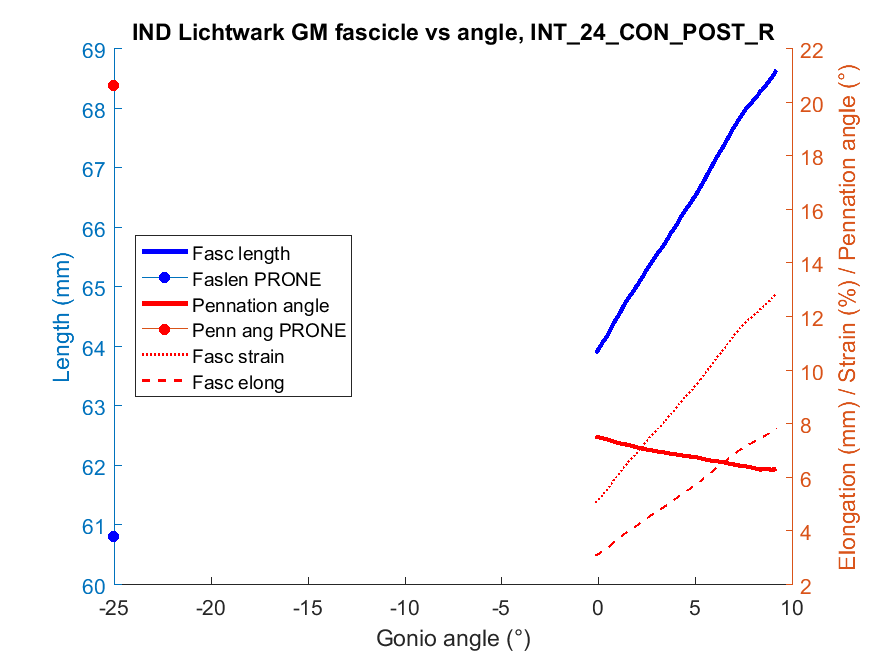 IND Lichtwark GM fascicle vs angle, INT_24_CON_POST_R
69
68
67
66
65
64
63
62
61
60
Length (mm)
22
20
18
16
14
12
10
8
6
4
2
Elongation (mm) / Strain (%) / Pennation angle (°)
Fasc length
Faslen PRONE
Pennation angle
Penn ang PRONE
Fasc strain
Fasc elong
-25 -20 -15 -10 -5 0 5 10
Gonio angle (°)